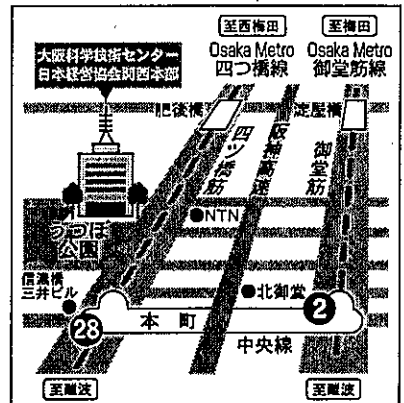 至西梅田
至梅田
大阪科学技術センター
日本経営協会関西本部
Osaka Metro
四つ橋線
Osaka Metro
御堂筋線
肥後橋
淀屋橋
四ツ橋筋
阪神高速
御堂筋
NTN
うつぼ
公園
信濃橋
三井ビル
北御堂
28
本町
2
中央線
至難波
至難波